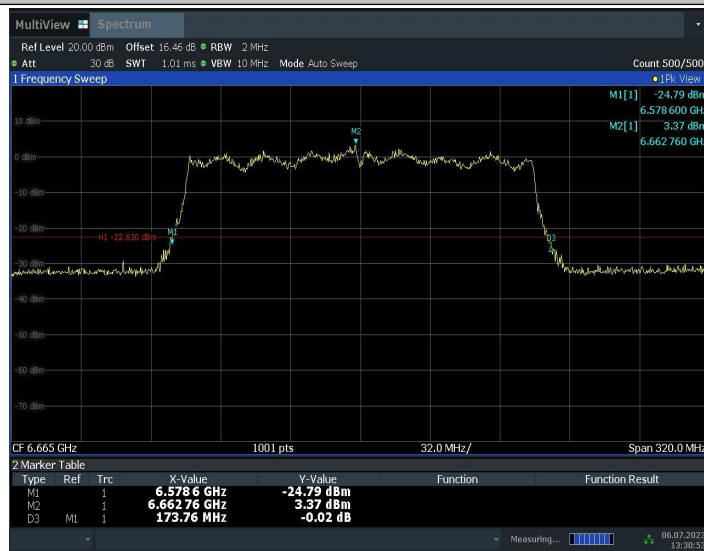 MultiView Spectrum
Ref Level 20.00 dBm Offset 16.46 dB RBW 2 MHz
Att 30 dB SWT 1.01 ms VBW 10 MHz Mode Auto Sweep Count 500/500
1 Frequency Sweep 1Pk View
M1[1] -24.79 dBm
6.578 600 GHz
M2[1] 3.37 dBm
6.662 760 GHz
10 dBm
M2
0 dBm
-10 dBm
-20 dBm
H1 -22.630 dBm M1 D3
-30 dBm
-40 dBm
-50 dBm
-60 dBm
-70 dBm
CF 6.665 GHz 1001 pts 32.0 MHz/ Span 320.0 MHz
2 Marker Table
Type Ref Trc X-Value Y-Value Function Function Result
M1 1 6.578 6 GHz -24.79 dBm
M2 1 6.662 76 GHz 3.37 dBm
D3 M1 1 173.76 MHz -0.02 dB
Measuring... 06.07.2023
13:30:53